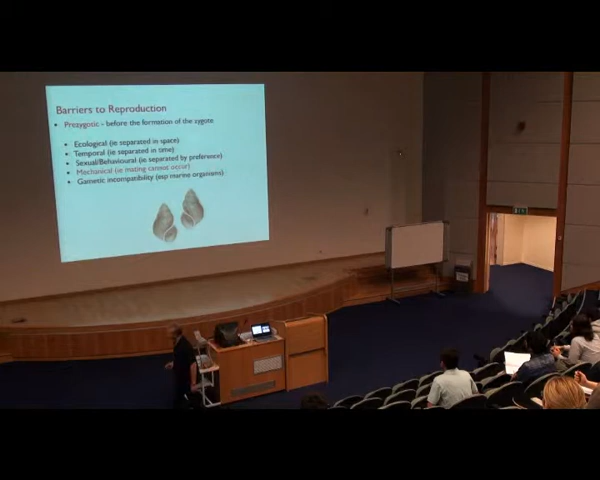 Barriers to Reproduction
• Prezygotic - before the formation of the zygote
• Ecological (ie separated in space)
• Temporal (ie separated in time)
• Sexual/Behavioural (ie separated by preference)
• Mechanical (ie mating cannot occur)
• Gametic incompatibility (esp marine organisms)